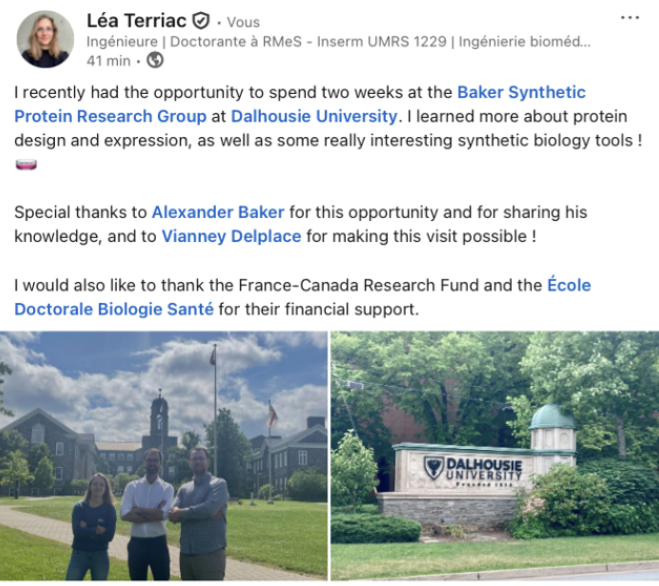 Léa Terriac · Vous
Ingénieure | Doctorante à RMeS - Inserm UMRS 1229 | Ingénierie bioméd...
41 min ·
I recently had the opportunity to spend two weeks at the Baker Synthetic
Protein Research Group at Dalhousie University. I learned more about protein
design and expression, as well as some really interesting synthetic biology tools !
Special thanks to Alexander Baker for this opportunity and for sharing his
knowledge, and to Vianney Delplace for making this visit possible !
I would also like to thank the France-Canada Research Fund and the École
Doctorale Biologie Santé for their financial support.
DALHOUSIE
UNIVERSITY
Founded 1818